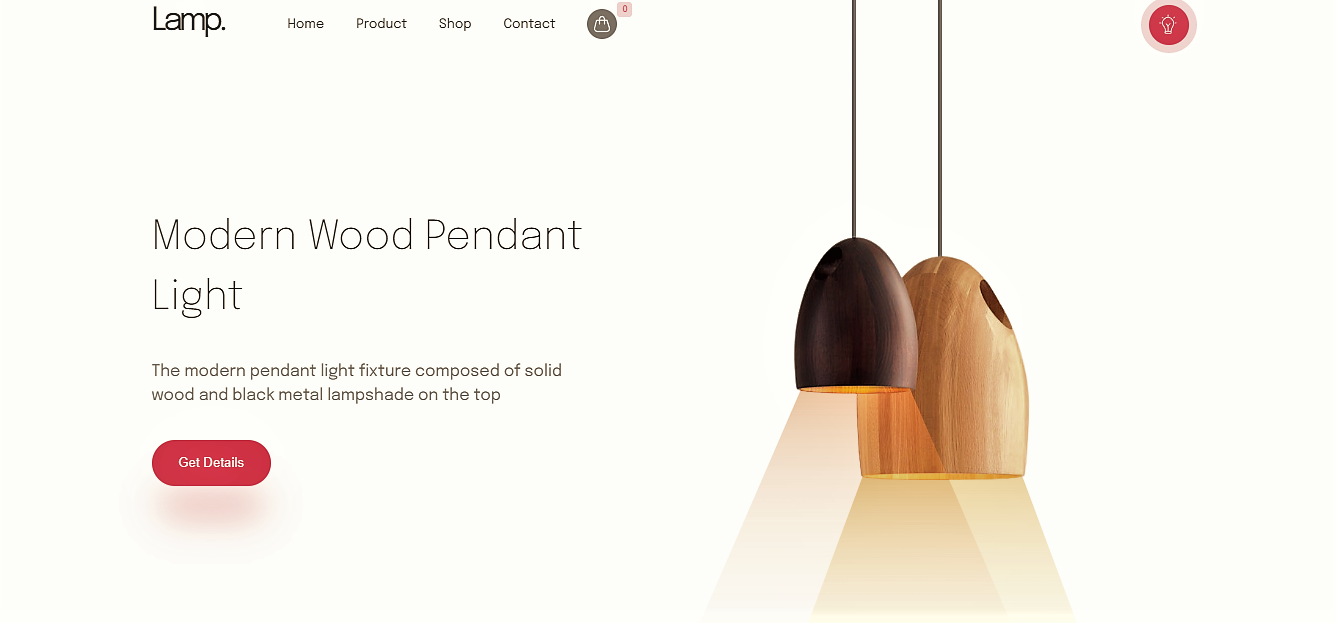 Lamp.
Home
Product
Shop
Contact
0
Modern Wood Pendant
Light
The modern pendant light fixture composed of solid
wood and black metal lampshade on the top
Get Details